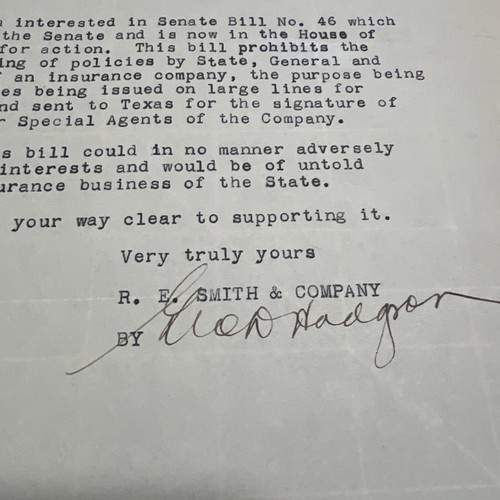 interested in Senate Bill No. 46 which
the Senate and is now in the House of
for action. This bill prohibits the
ing of policies by State, General and
an insurance company, the purpose being
es being issued on large lines for
nd sent to Texas for the signature of
r Special Agents of the Company.
s bill could in no manner adversely
interests and would be of untold
urance business of the State.
your way clear to supporting it.
Very truly yours
R. E. SMITH & COMPANY
BY Geo D Hodgson